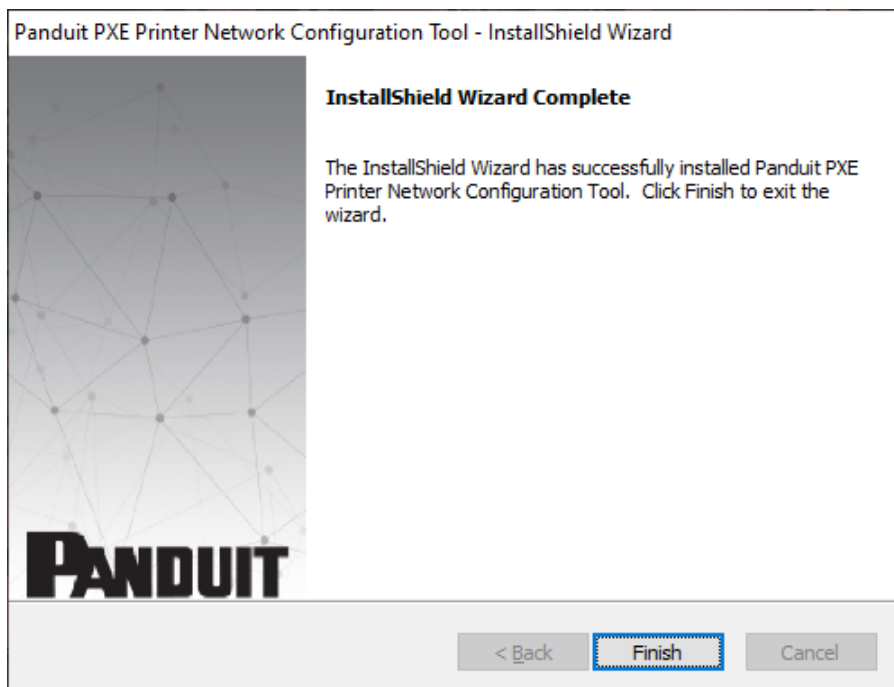 Panduit PXE Printer Network Configuration Tool - InstallShield Wizard
InstallShield Wizard Complete
The InstallShield Wizard has successfully installed Panduit PXE
Printer Network Configuration Tool. Click Finish to exit the
wizard.
PANDUIT
< Back
Finish
Cancel